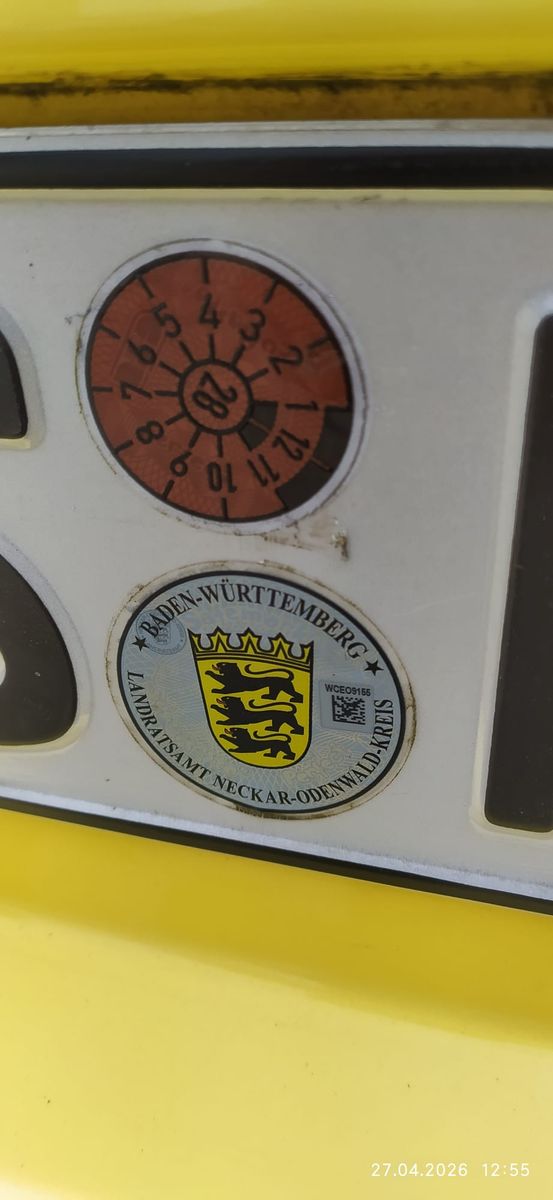 1 2 3 4 5 6 7 8 9 10 11 12
28
BADEN-WÜRTTEMBERG
WCEO9155
LANDRATSAMT NECKAR-ODENWALD-KREIS
27.04.2026 12:55